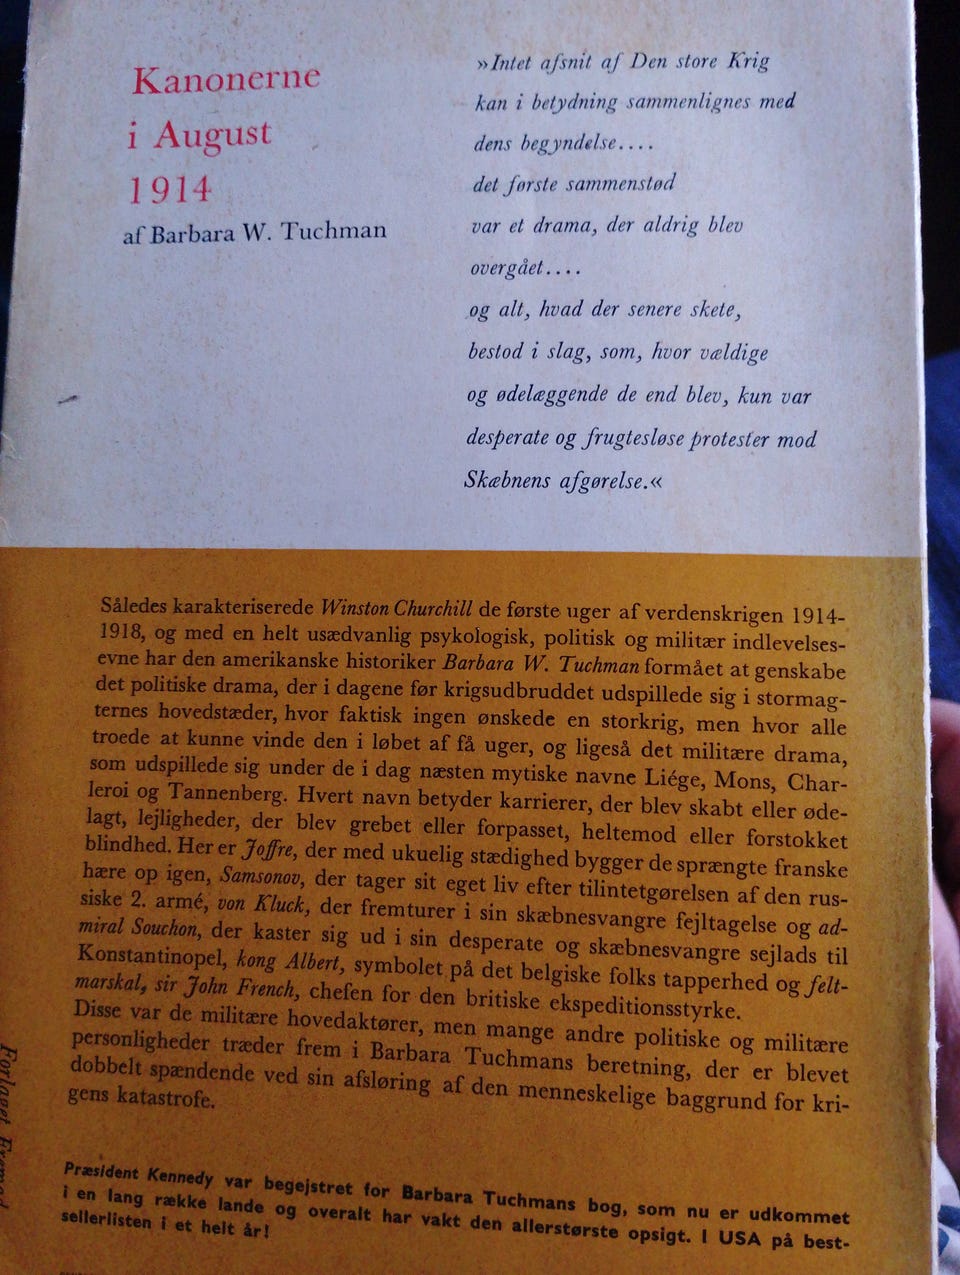 Kanonerne
i August
1914
af Barbara W. Tuchman
»Intet afsnit af Den store Krig
kan i betydning sammenlignes med
dens begyndelse....
det første sammenstød
var et drama, der aldrig blev
overgået....
og alt, hvad der senere skete,
bestod i slag, som, hvor vældige
og ødelæggende de end blev, kun var
desperate og frugtesløse protester mod
Skæbnens afgørelse.«
Således karakteriserede Winston Churchill de første uger af verdenskrigen 1914-
1918, og med en helt usædvanlig psykologisk, politisk og militær indlevelses-
evne har den amerikanske historiker Barbara W. Tuchman formået at genskabe
det politiske drama, der i dagene før krigsudbruddet udspillede sig i stormag-
ternes hovedstæder, hvor faktisk ingen ønskede en storkrig, men hvor alle
troede at kunne vinde den i løbet af få uger, og ligeså det militære drama,
som udspillede sig under de i dag næsten mytiske navne Liége, Mons, Char-
leroi og Tannenberg. Hvert navn betyder karrierer, der blev skabt eller øde-
lagt, lejligheder, der blev grebet eller forpasset, heltemod eller forstokket
blindhed. Her er Joffre, der med ukuelig stædighed bygger de sprængte franske
hære op igen, Samsonov, der tager sit eget liv efter tilintetgørelsen af den rus-
siske 2. armé, von Kluck, der fremturer i sin skæbnesvangre fejltagelse og ad-
miral Souchon, der kaster sig ud i sin desperate og skæbnesvangre sejlads til
Konstantinopel, kong Albert, symbolet på det belgiske folks tapperhed og felt-
marskal, sir John French, chefen for den britiske ekspeditionsstyrke.
Disse var de militære hovedaktører, men mange andre politiske og militære
personligheder træder frem i Barbara Tuchmans beretning, der er blevet
dobbelt spændende ved sin afsløring af den menneskelige baggrund for kri-
gens katastrofe.
Præsident Kennedy var begejstret for Barbara Tuchmans bog, som nu er udkommet
i en lang række lande og overalt har vakt den allerstørste opsigt. I USA på best-
sellerlisten i et helt år!
Forlaget Fremad